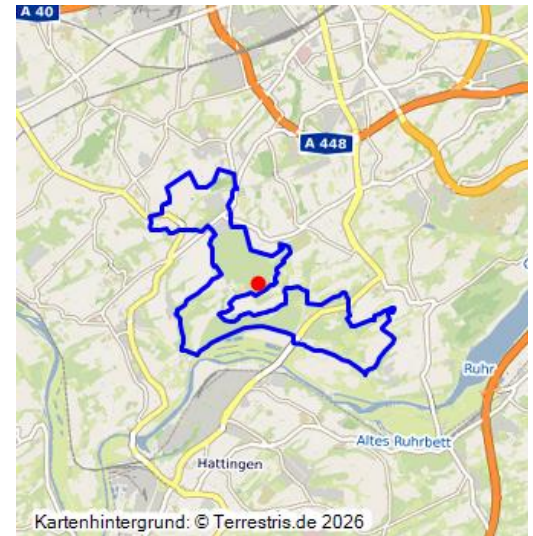 A 40
A 448
Ruhr
Altes Ruhrbett
Hattingen
Kartenhintergrund: © Terrestris.de 2026